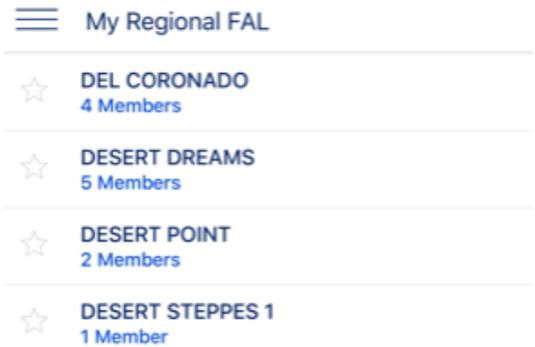 My Regional FAL
DEL CORONADO
4 Members
DESERT DREAMS
5 Members
DESERT POINT
2 Members
DESERT STEPPES 1
1 Member